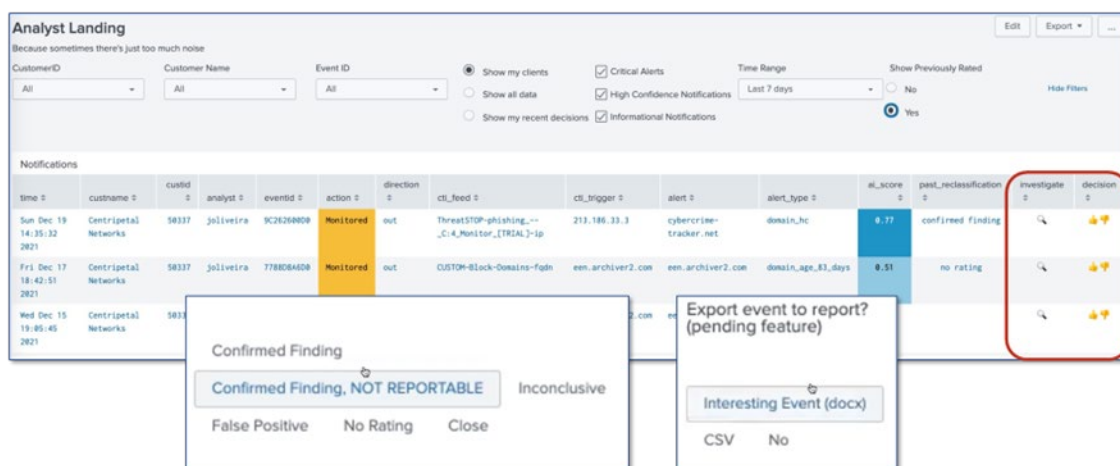 Analyst Landing
Edit Export ...
Because sometimes there's just too much noise
CustomerID Customer Name Event ID Show my clients Critical Alerts Time Range Show Previously Rated
All All All Show all data High Confidence Notifications Last 7 days No Hide Filters
Show my recent decisions Informational Notifications Yes
Notifications
time custname custid analyst eventid action direction cti_feed cti_trigger alert alert_type ai_score past_reclassification investigate decision
Sun Dec 19 Centripetal 50337 joliveira 9C262600D0 Monitored out ThreatSTOP-phishing_-- 213.186.33.3 cybercrime- domain_hc 0.77 confirmed finding
14:35:32 Networks _C:4_Monitor_[TRIAL]-ip tracker.net
2021
Fri Dec 17 Centripetal 50337 joliveira 7788D8A6D0 Monitored out CUSTOM-Block-Domains-fqdn een.archiver2.com een.archiver2.com domain_age_83_days 0.51 no rating
18:42:51 Networks
2021
Wed Dec 15 Centripetal
19:05:45 Networks
2021
Confirmed Finding
Confirmed Finding, NOT REPORTABLE Inconclusive
False Positive No Rating Close
Export event to report?
(pending feature)
Interesting Event (docx)
CSV No